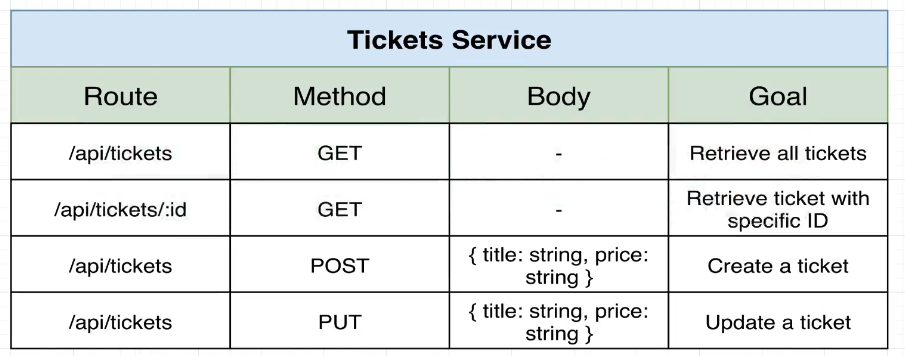 Tickets Service
Route Method Body Goal
/api/tickets GET - Retrieve all tickets
/api/tickets/:id GET - Retrieve ticket with
specific ID
/api/tickets POST { title: string, price:
string } Create a ticket
/api/tickets PUT { title: string, price:
string } Update a ticket